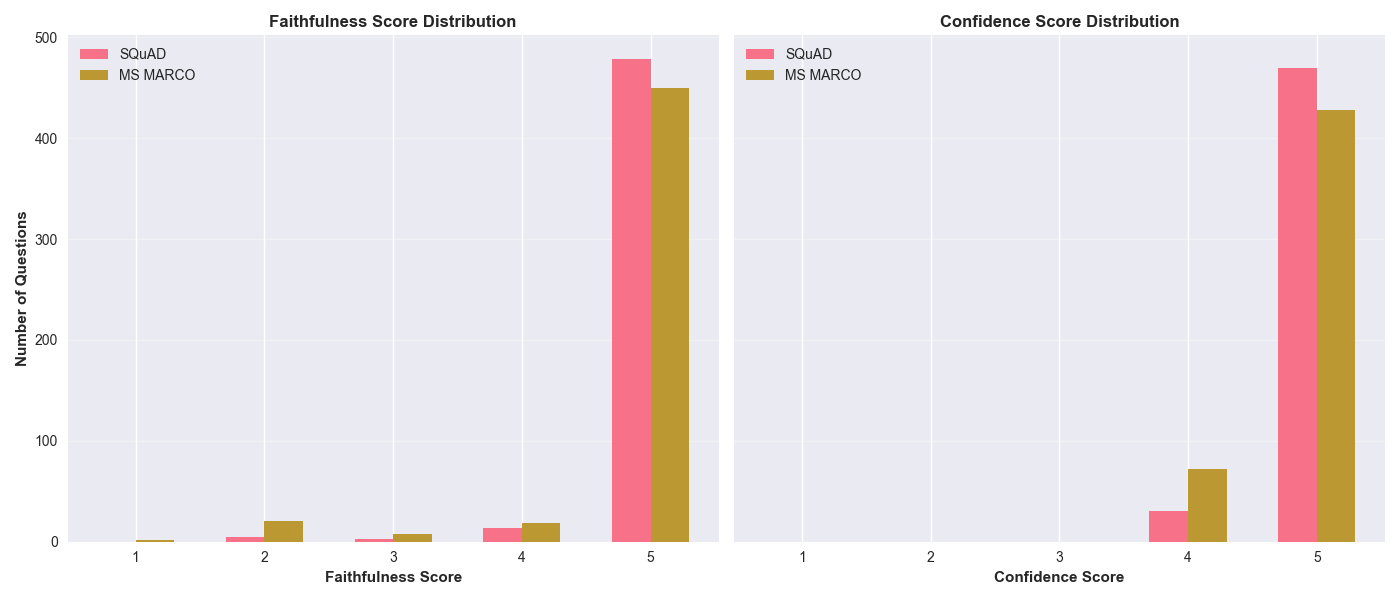 Faithfulness Score Distribution
SQuAD
MS MARCO
500
400
300
200
100
0
Number of Questions
1 2 3 4 5
Faithfulness Score
Confidence Score Distribution
SQuAD
MS MARCO
1 2 3 4 5
Confidence Score